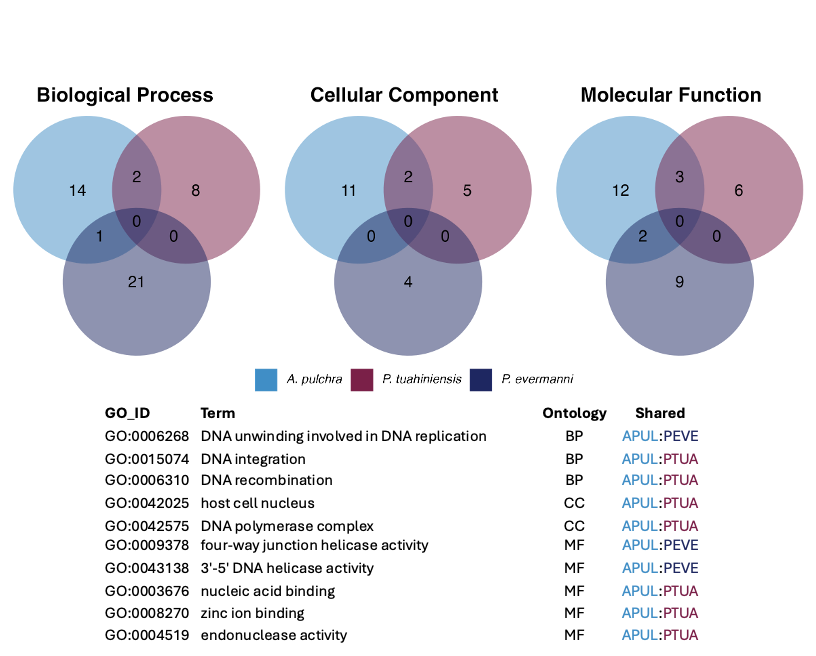 Biological Process Cellular Component Molecular Function
2 2 3
14 8 11 5 12 6
0 0 0
1 0 0 0 2 0
21 4 9
A. pulchra P. tuahiniensis P. evermanni
GO_ID Term Ontology Shared
GO:0006268 DNA unwinding involved in DNA replication BP APUL:PEVE
GO:0015074 DNA integration BP APUL:PTUA
GO:0006310 DNA recombination BP APUL:PTUA
GO:0042025 host cell nucleus CC APUL:PTUA
GO:0042575 DNA polymerase complex CC APUL:PTUA
GO:0009378 four-way junction helicase activity MF APUL:PEVE
GO:0043138 3'-5' DNA helicase activity MF APUL:PEVE
GO:0003676 nucleic acid binding MF APUL:PTUA
GO:0008270 zinc ion binding MF APUL:PTUA
GO:0004519 endonuclease activity MF APUL:PTUA